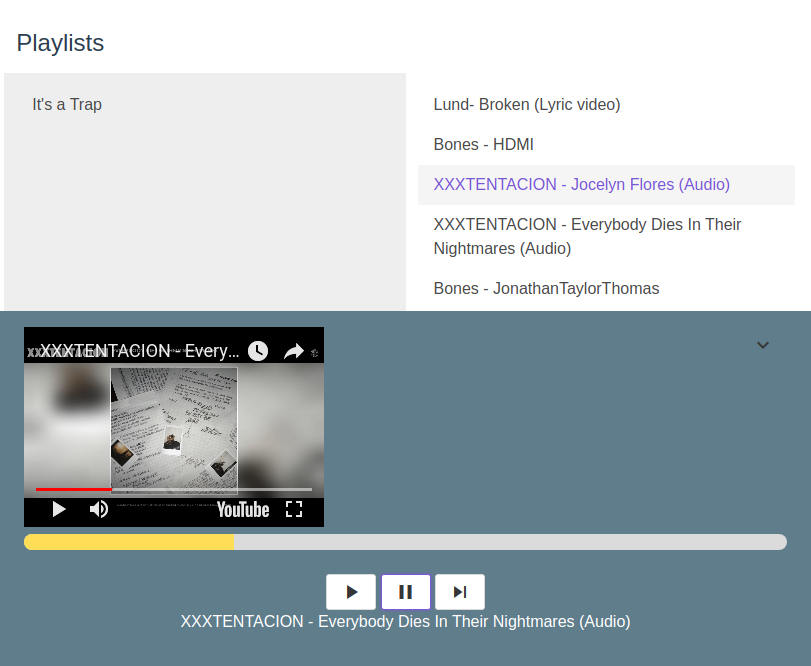 Playlists
It's a Trap
Lund- Broken (Lyric video)
Bones - HDMI
XXXTENTACION - Jocelyn Flores (Audio)
XXXTENTACION - Everybody Dies In Their
Nightmares (Audio)
Bones - JonathanTaylorThomas
XXXTENTACION - Every...
YouTube
XXXTENTACION - Everybody Dies In Their Nightmares (Audio)